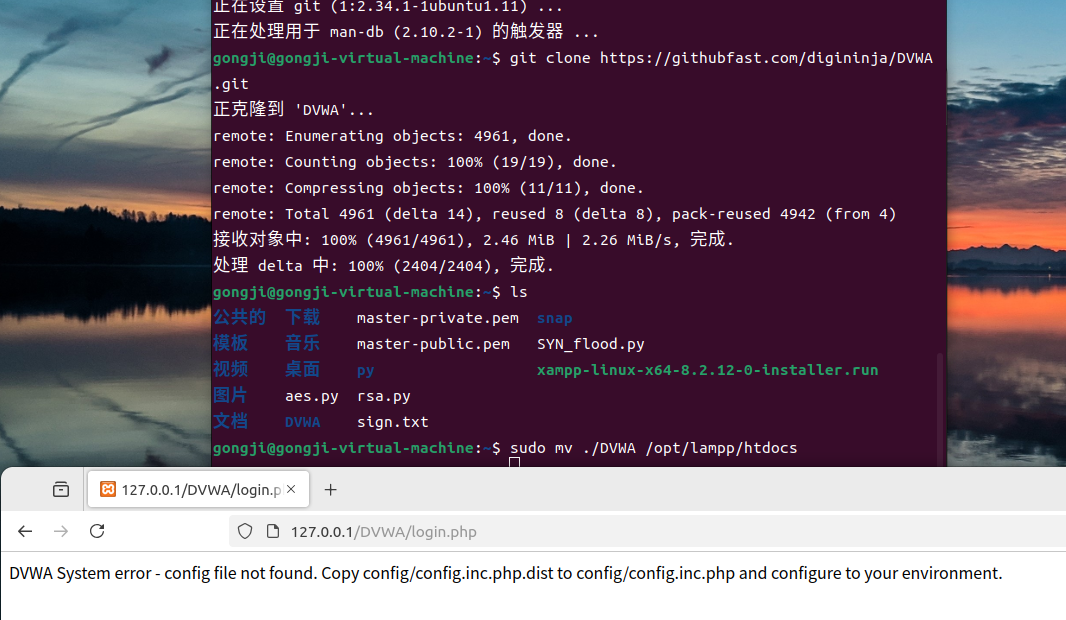 正在设置 git (1:2.34.1-1ubuntu1.11) ...
正在处理用于 man-db (2.10.2-1) 的触发器 ...
gongji@gongji-virtual-machine:~$ git clone https://githubfast.com/digininja/DVWA
.git
正克隆到 'DVWA'...
remote: Enumerating objects: 4961, done.
remote: Counting objects: 100% (19/19), done.
remote: Compressing objects: 100% (11/11), done.
remote: Total 4961 (delta 14), reused 8 (delta 8), pack-reused 4942 (from 4)
接收对象中: 100% (4961/4961), 2.46 MiB | 2.26 MiB/s, 完成.
处理 delta 中: 100% (2404/2404), 完成.
gongji@gongji-virtual-machine:~$ ls
公共的  下载    master-private.pem  snap
模板    音乐    master-public.pem   SYN_flood.py
视频    桌面    py                  xampp-linux-x64-8.2.12-0-installer.run
图片    aes.py  rsa.py
文档    DVWA    sign.txt
gongji@gongji-virtual-machine:~$ sudo mv ./DVWA /opt/lampp/htdocs
127.0.0.1/DVWA/login.p
127.0.0.1/DVWA/login.php
DVWA System error - config file not found. Copy config/config.inc.php.dist to config/config.inc.php and configure to your environment.